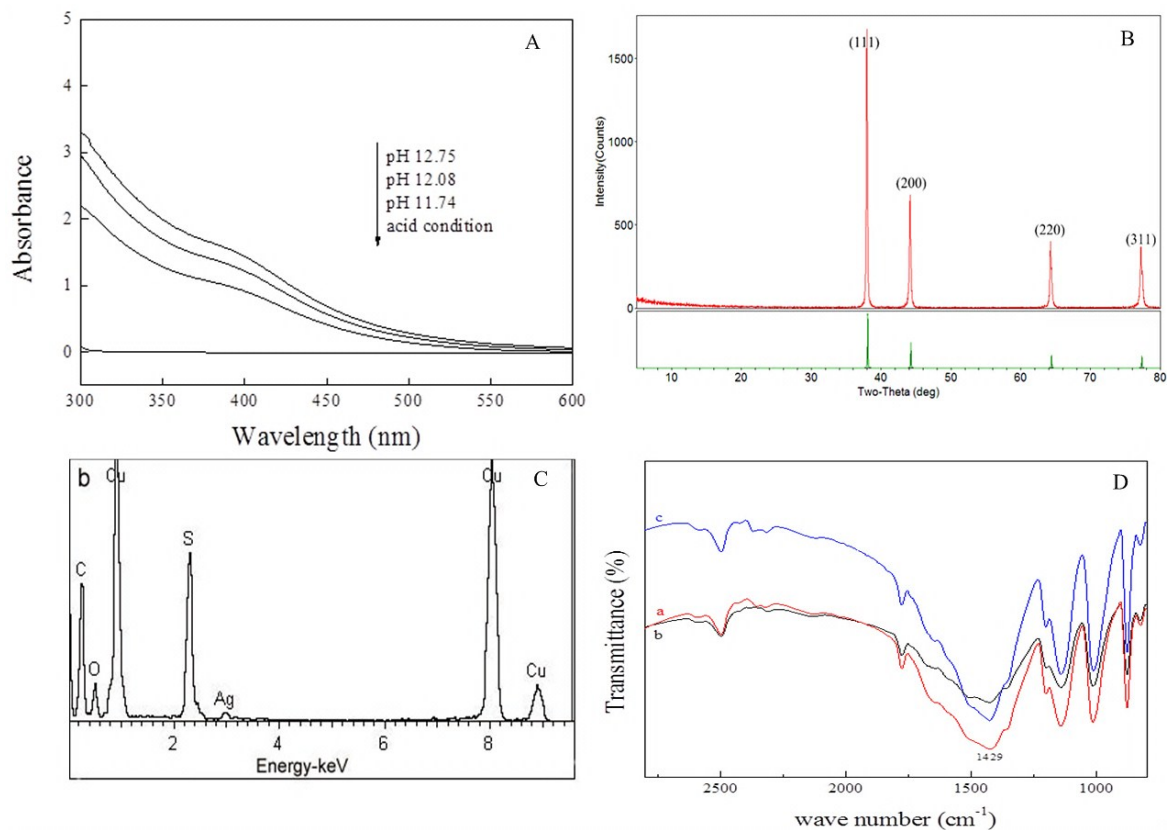 A
5
4
3
2
1
0
Absorbance
pH 12.75
pH 12.08
pH 11.74
acid condition
300 350 400 450 500 550 600
Wavelength (nm)
B
1500
1000
500
0
Intensity(Counts)
(111)
(200)
(220)
(311)
10 20 30 40 50 60 70 80
Two-Theta (deg)
b
C
C
O
Cu
S
Ag
Cu
Cu
2 4 6 8
Energy-keV
D
Transmittance (%)
c
a
b
1429
2500 2000 1500 1000
wave number (cm⁻¹)